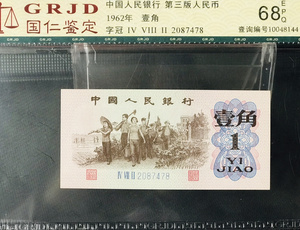 GRJD
国仁鉴定
中国人民银行 第三版人民币
1962年 壹角
字冠 IV VIII II 2087478
68 EPQ
查询编号10048144
中国人民银行
壹角
1
YI
JIAO
IV VIII II 2087478